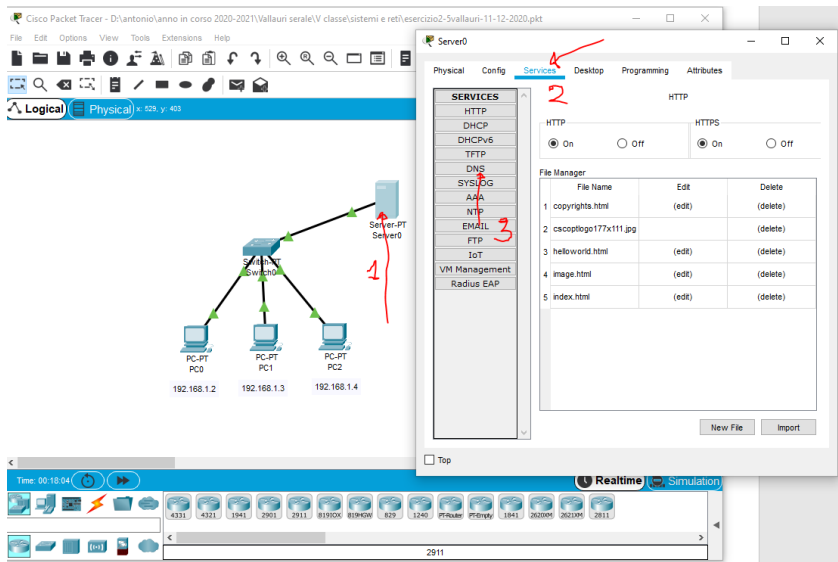 Cisco Packet Tracer - D:\antonio\anno in corso 2020-2021\Vallauri serale\V classe\sistemi e reti\esercizio2-5vallauri-11-12-2020.pkt
File Edit Options View Tools Extensions Help
Logical Physical x: 529, y: 403
Server-PT
Server0
1
Switch-PT
Switch0
PC-PT
PC0
PC-PT
PC1
PC-PT
PC2
192.168.1.2 192.168.1.3 192.168.1.4
Server0
Physical Config Services Desktop Programming Attributes
2
SERVICES
HTTP
DHCP
DHCPv6
TFTP
DNS
SYSLOG
AAA
NTP
EMAIL
FTP
IoT
VM Management
Radius EAP
3
HTTP
HTTP HTTPS
On Off On Off
File Manager
File Name Edit Delete
1 copyrights.html (edit) (delete)
2 cscoptlogo177x111.jpg (delete)
3 helloworld.html (edit) (delete)
4 image.html (edit) (delete)
5 index.html (edit) (delete)
New File Import
Top
Time: 00:18:04 Realtime Simulation
4331 4321 1941 2901 2911 819IOX 819HGW 829 1240 PT-Router PT-Empty 1841 2620XM 2621XM 2811
2911